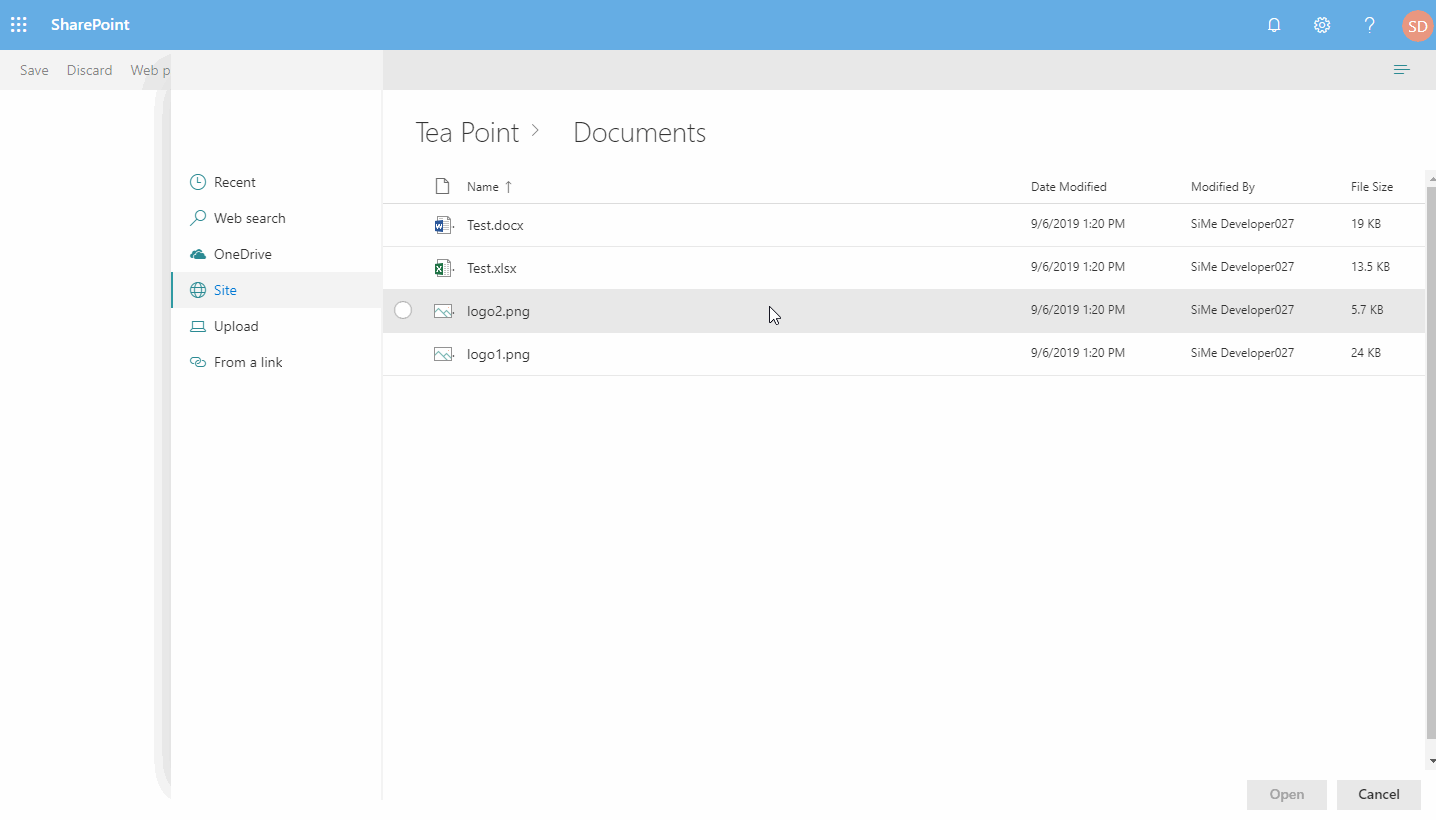 SharePoint
SD
Save Discard Web p
Tea Point Documents
Recent
Web search
OneDrive
Site
Upload
From a link
Name ↑ Date Modified Modified By File Size
Test.docx 9/6/2019 1:20 PM SiMe Developer027 19 KB
Test.xlsx 9/6/2019 1:20 PM SiMe Developer027 13.5 KB
logo2.png 9/6/2019 1:20 PM SiMe Developer027 5.7 KB
logo1.png 9/6/2019 1:20 PM SiMe Developer027 24 KB
Open Cancel